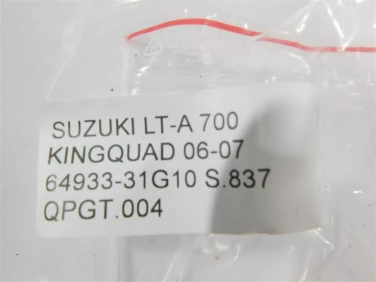 SUZUKI LT-A 700
KINGQUAD 06-07
64933-31G10 S.837
QPGT.004